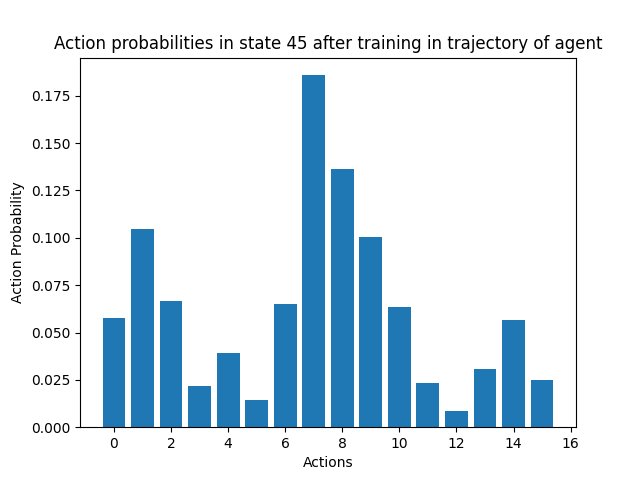 Action probabilities in state 45 after training in trajectory of agent
0.175
0.150
0.125
0.100
0.075
0.050
0.025
0.000
Action Probability
0 2 4 6 8 10 12 14 16
Actions